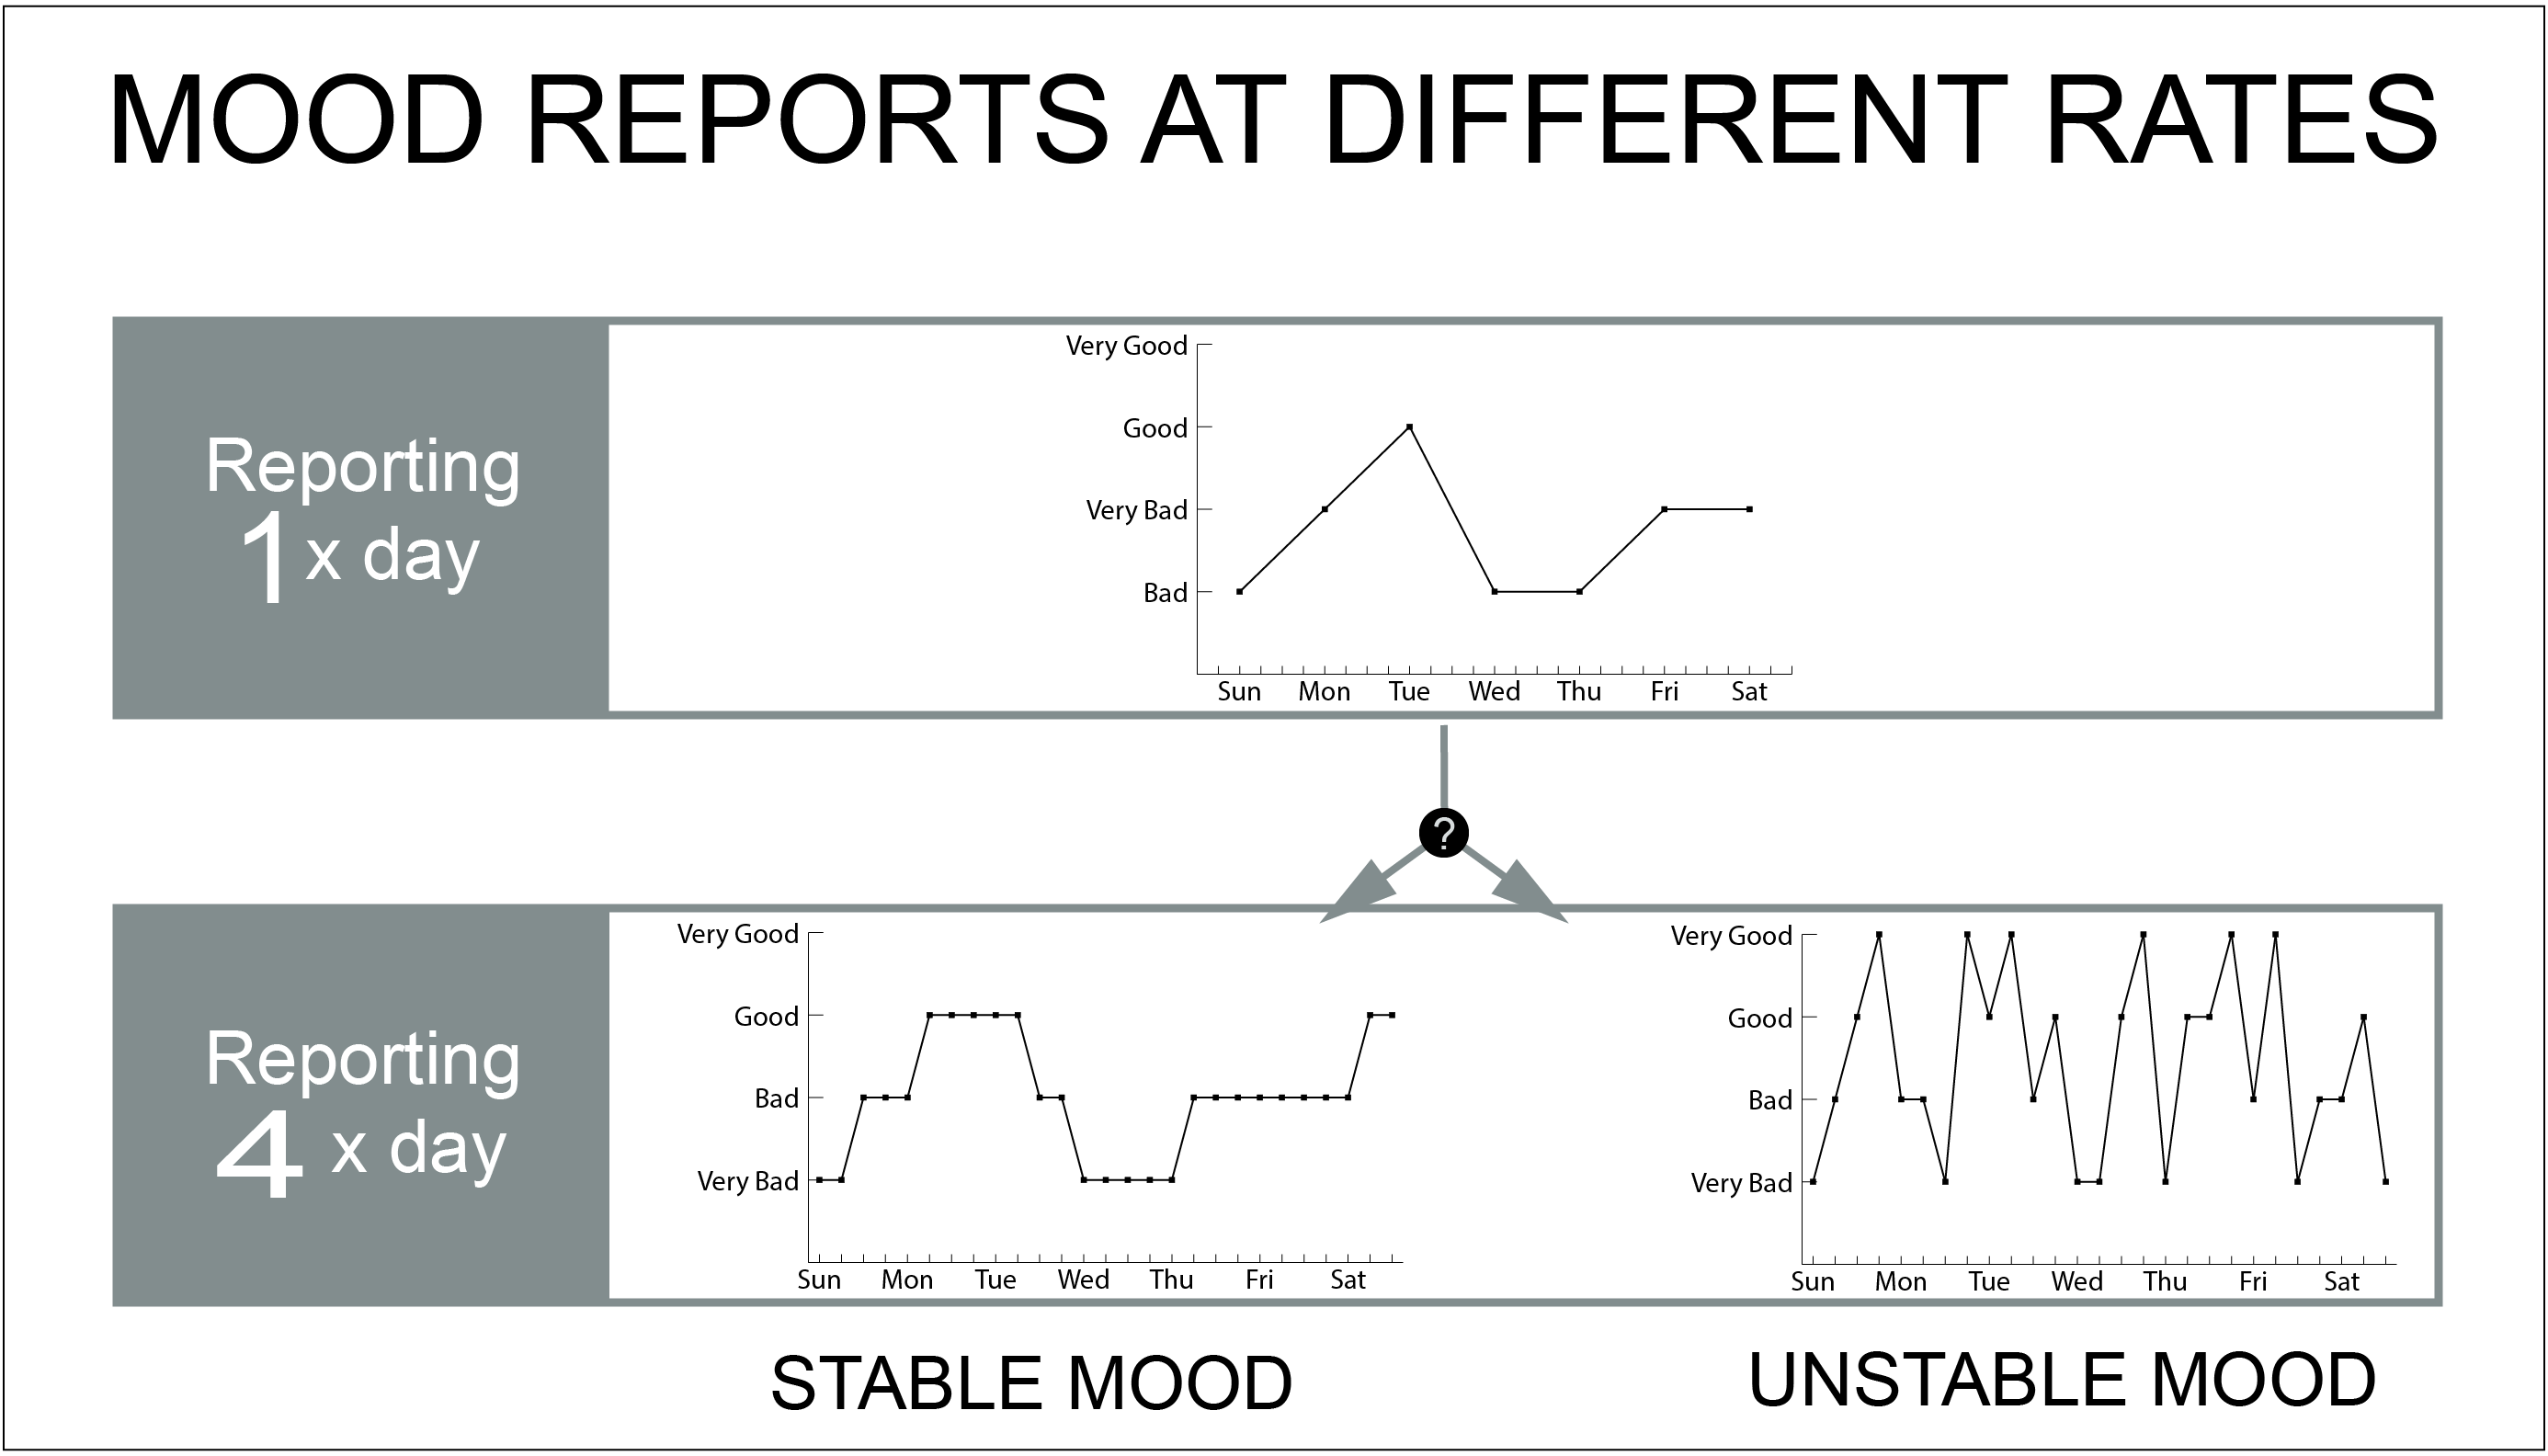 MOOD REPORTS AT DIFFERENT RATES
Reporting
1 x day
Very Good
Good
Very Bad
Bad
Sun Mon Tue Wed Thu Fri Sat
?
Reporting
4 x day
Very Good
Good
Bad
Very Bad
Sun Mon Tue Wed Thu Fri Sat
Very Good
Good
Bad
Very Bad
Sun Mon Tue Wed Thu Fri Sat
STABLE MOOD
UNSTABLE MOOD